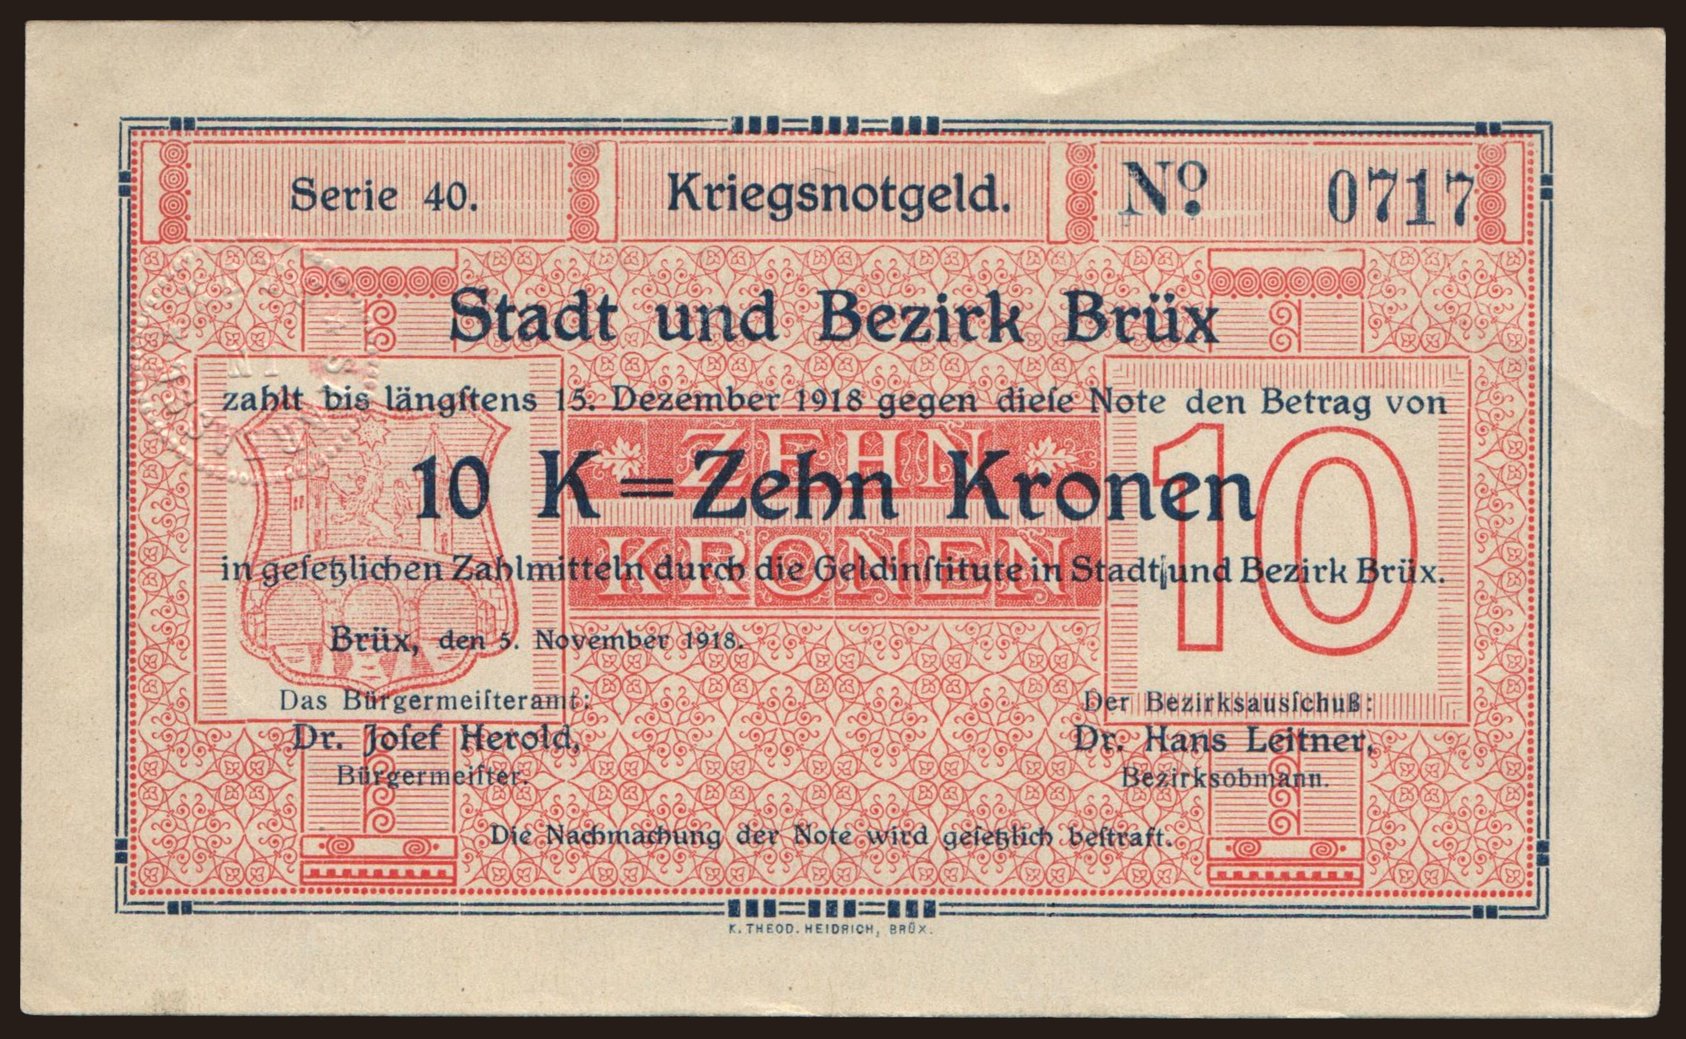 Serie 40.
Kriegsnotgeld.
No. 0717
Stadt und Bezirk Brüx
zahlt bis längſtens 15. Dezember 1918 gegen dieſe Note den Betrag von
ZEHN
10 K = Zehn Kronen
10
KRONEN
in geſetzlichen Zahlmitteln durch die Geldinſtitute in Stadt und Bezirk Brüx.
Brüx, den 5. November 1918.
Das Bürgermeiſteramt:
Dr. Joſef Herold,
Bürgermeiſter.
Der Bezirksausſchuß:
Dr. Hans Leitner,
Bezirksobmann.
Die Nachmachung der Note wird geſetzlich beſtraft.
K. THEOD. HEIDRICH, BRÜX.